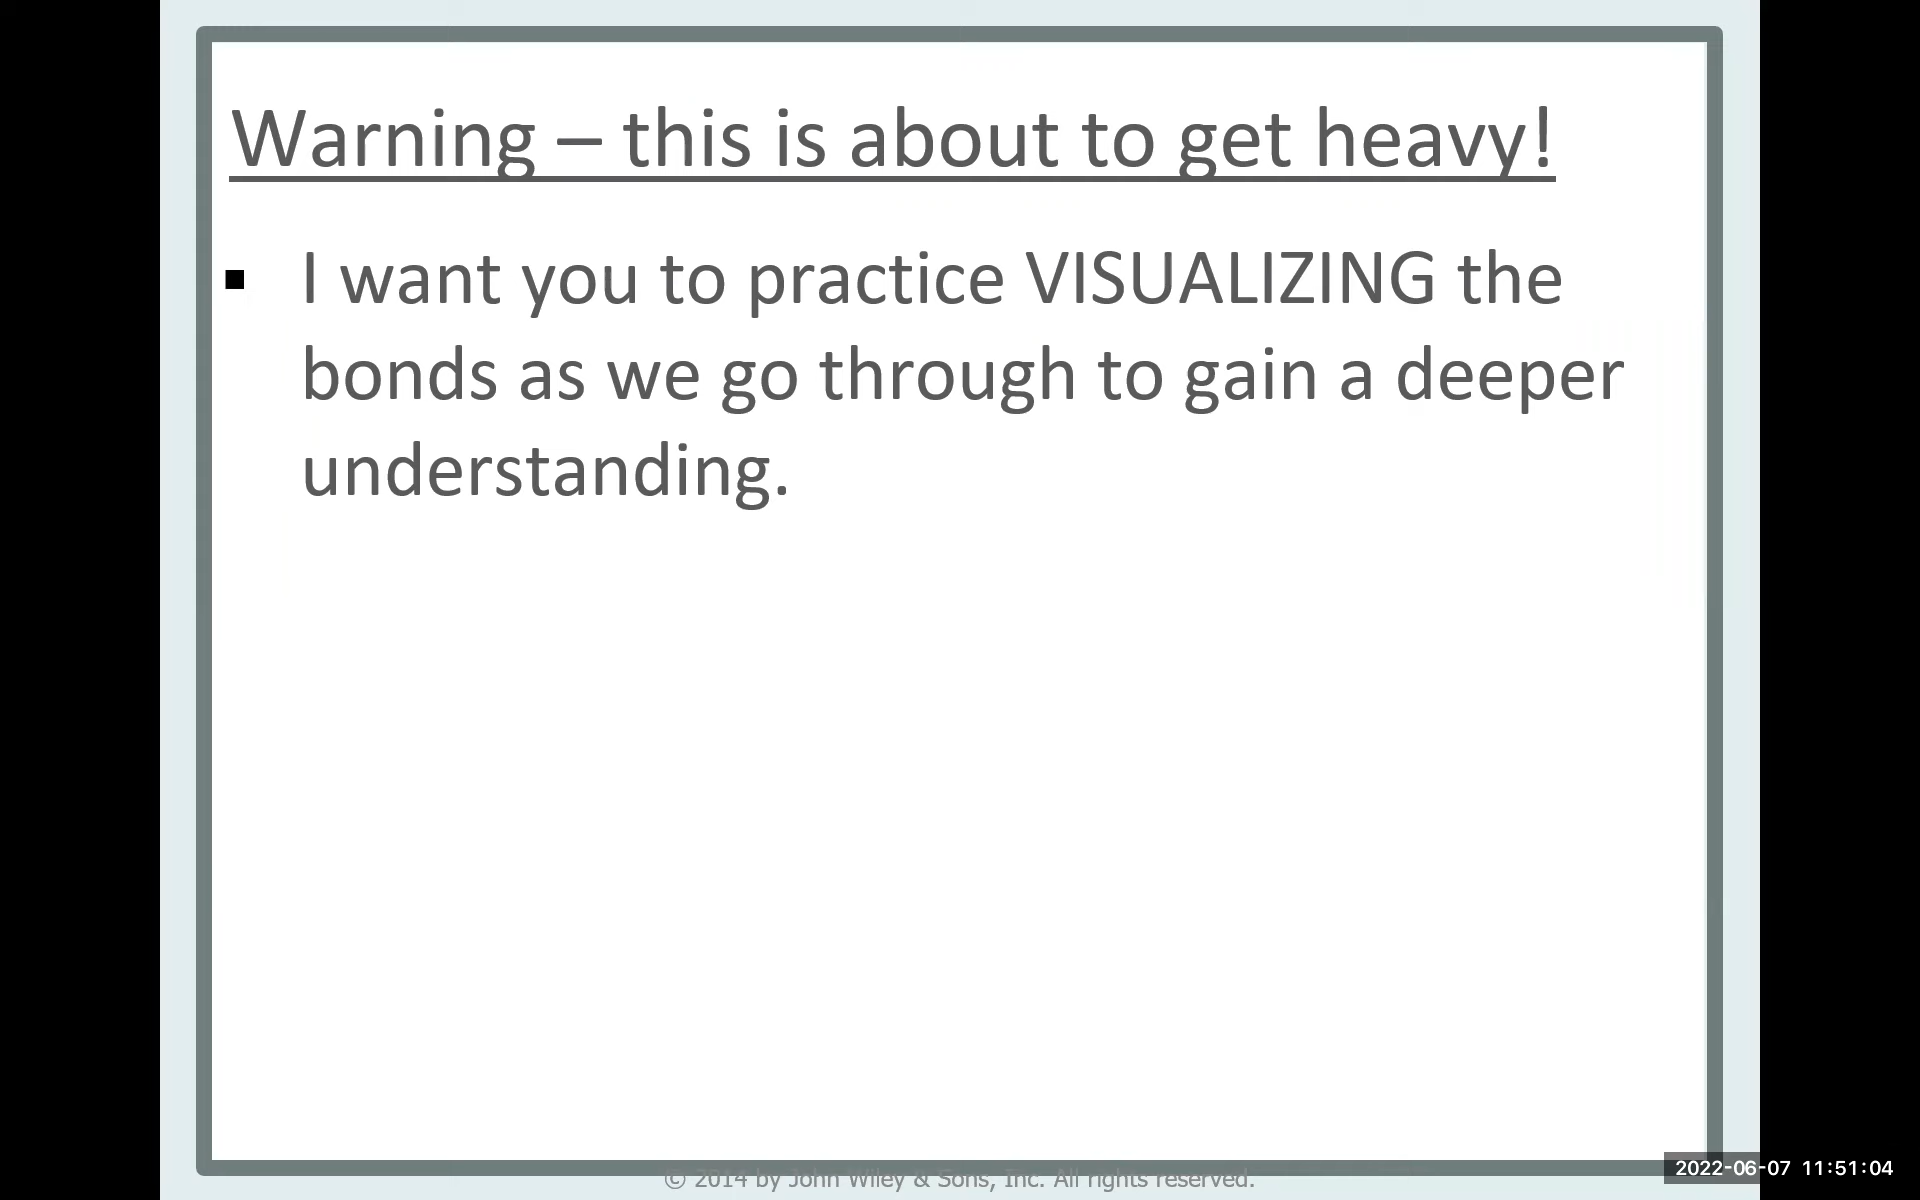 Warning – this is about to get heavy!
▪ I want you to practice VISUALIZING the
bonds as we go through to gain a deeper
understanding.
© 2014 by John Wiley & Sons, Inc. All rights reserved.
2022-06-07 11:51:04